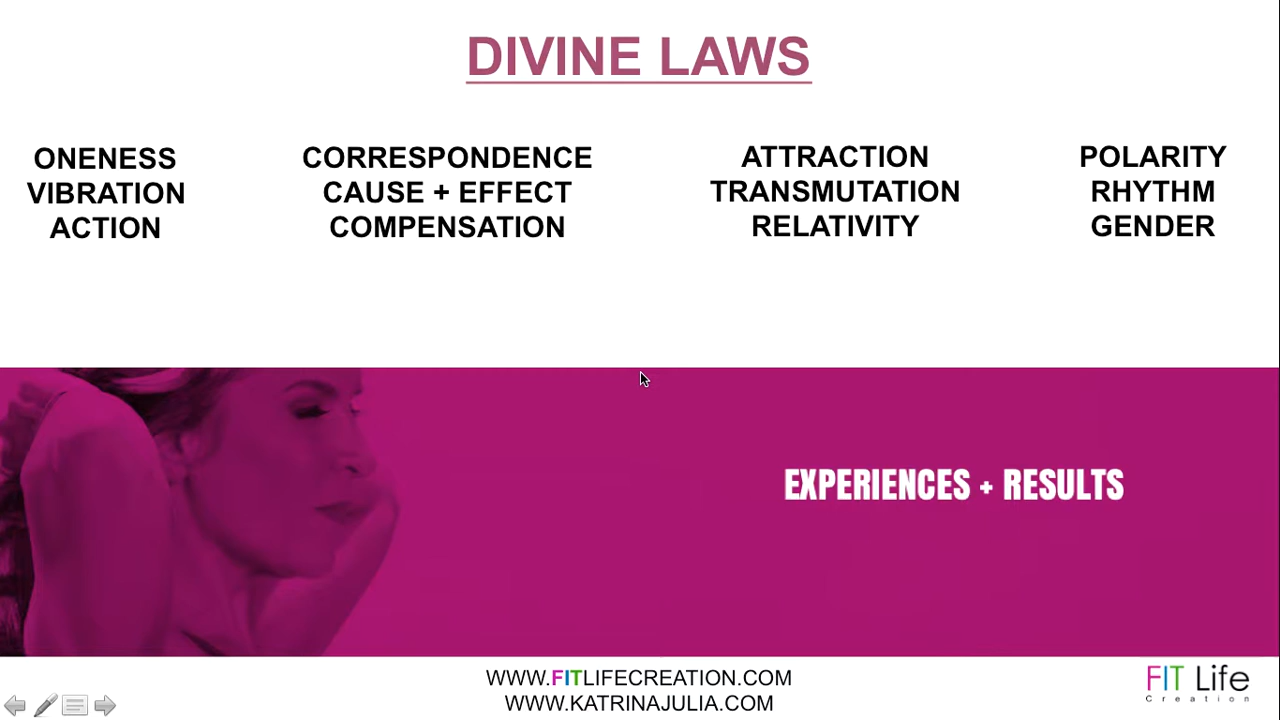 DIVINE LAWS
ONENESS
VIBRATION
ACTION
CORRESPONDENCE
CAUSE + EFFECT
COMPENSATION
ATTRACTION
TRANSMUTATION
RELATIVITY
POLARITY
RHYTHM
GENDER
EXPERIENCES + RESULTS
WWW.FITLIFECREATION.COM
WWW.KATRINAJULIA.COM
FIT Life
Creation